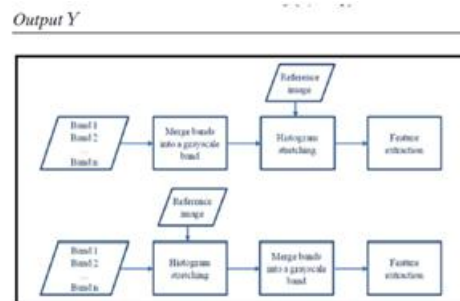 Output Y
Reference
image
Band 1
Band 2
...
Band n
Merge bands
into a grayscale
band
Histogram
stretching
Feature
extraction
Reference
image
Band 1
Band 2
...
Band n
Histogram
stretching
Merge bands
into a grayscale
band
Feature
extraction